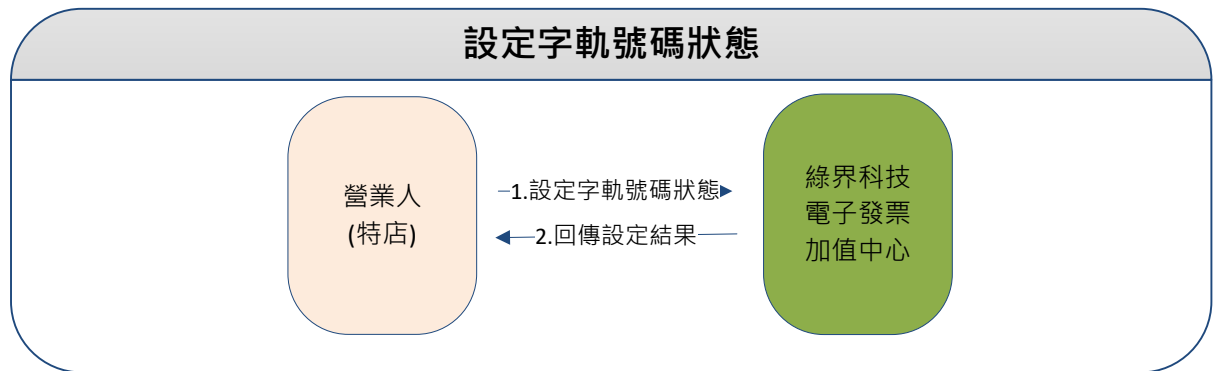 設定字軌號碼狀態
營業人
(特店)
1.設定字軌號碼狀態
2.回傳設定結果
綠界科技
電子發票
加值中心